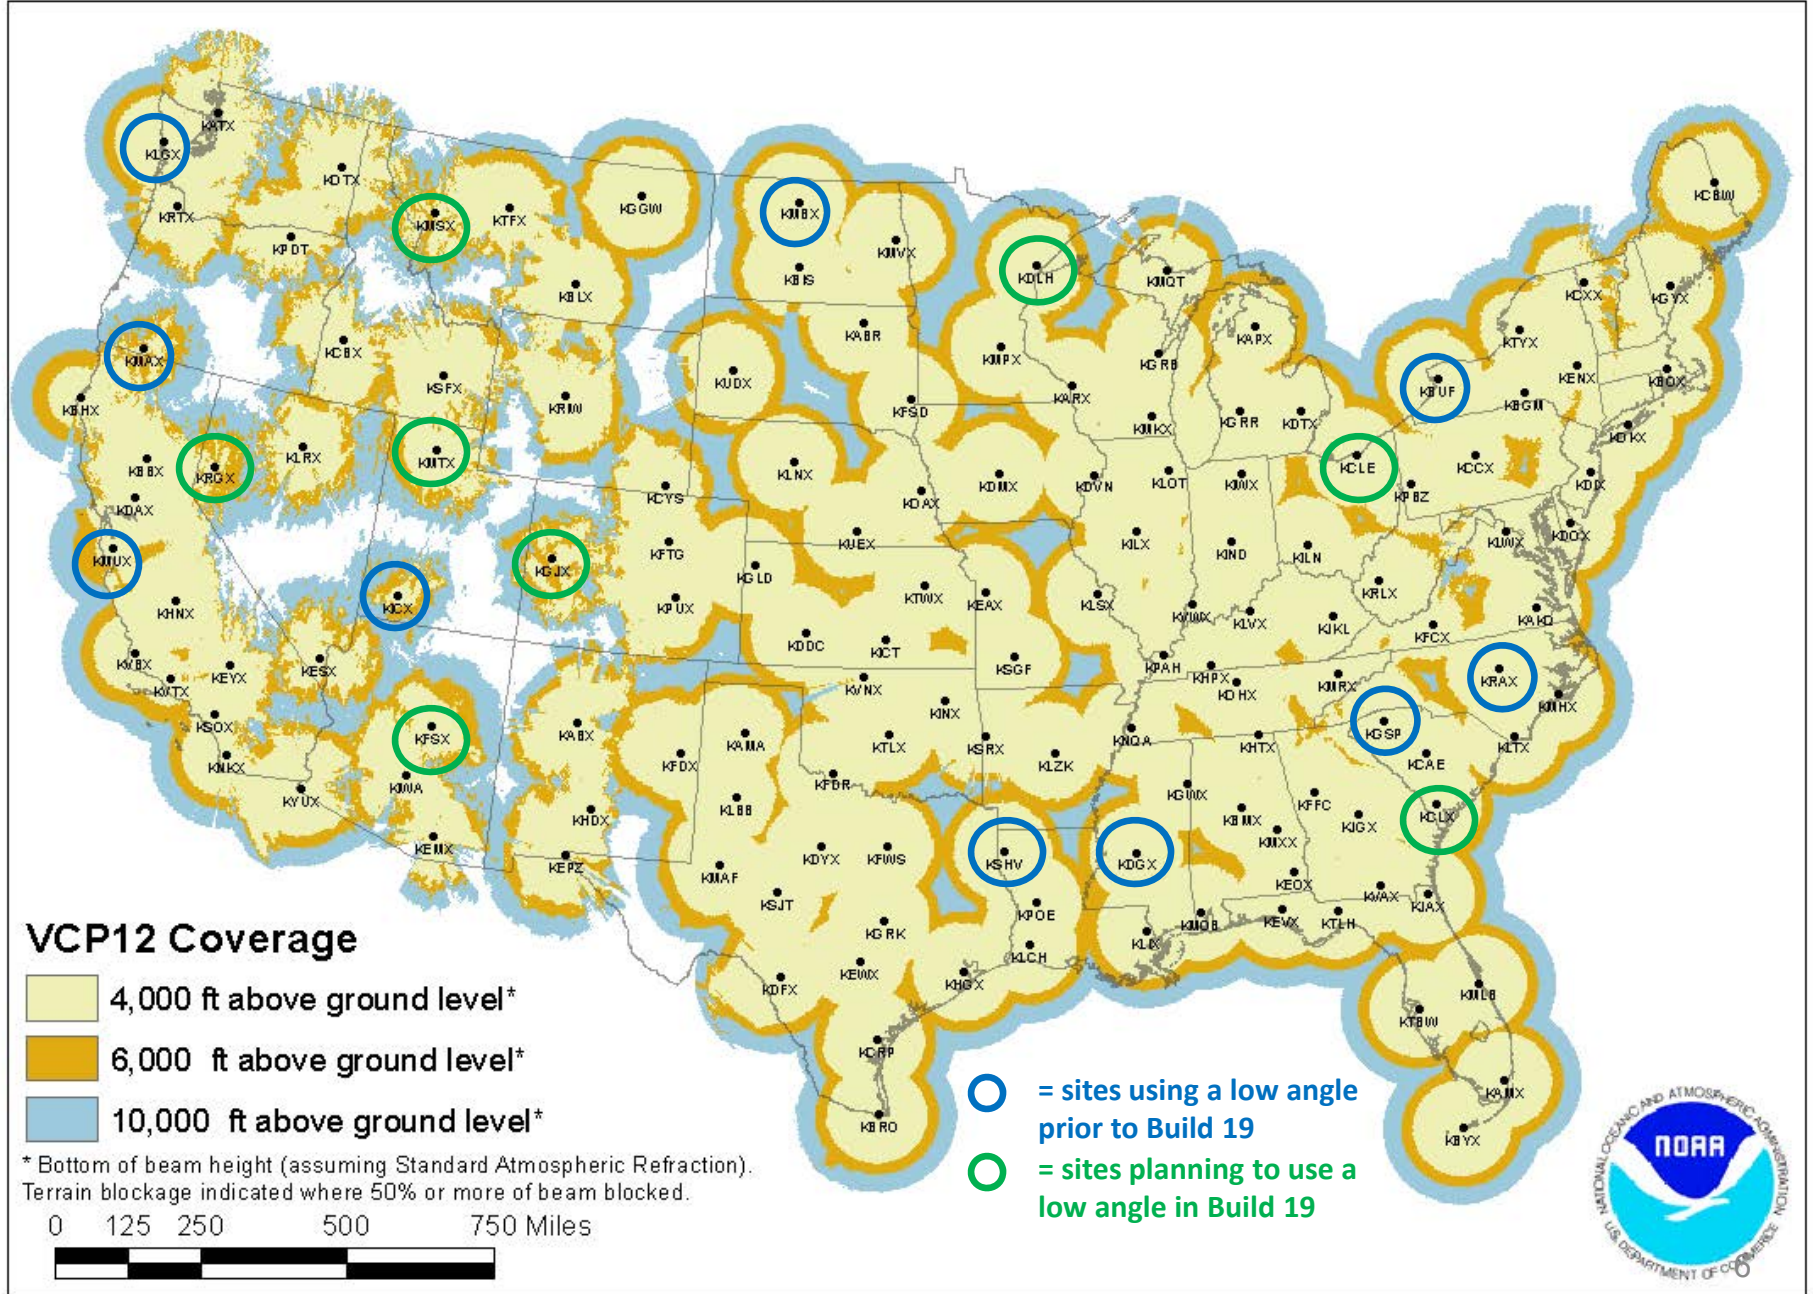 KATX
KLGX
KOTX
KRTX
KPDT
KMSX
KTFX
KGGW
KBLX
KMBX
KBIS
KMVX
KDLH
KMQT
KCBW
KCXX
KGYX
KTYX
KMAX
KBHX
KCBX
KSFX
KRIW
KUDX
KABR
KFSD
KMPX
KARX
KGRB
KAPX
KBUF
KENX
KBOX
KBGM
KMKX
KGRR
KDTX
KCLE
KCCX
KOKX
KBBX
KRGX
KLRX
KMTX
KCYS
KLNX
KOAX
KDMX
KDVN
KLOT
KIWX
KPBZ
KDIX
KDAX
KMUX
KICX
KGJX
KFTG
KGLD
KUEX
KTWX
KEAX
KILX
KIND
KILN
KLWX
KDOX
KHNX
KPUX
KLSX
KVWX
KLVX
KRLX
KJKL
KFCX
KAKQ
KVBX
KVTX
KEYX
KESX
KDDC
KICT
KSGF
KPAH
KHPX
KOHX
KMRX
KRAX
KMHX
KSOX
KNKX
KYUX
KFSX
KIWA
KEMX
KABX
KHDX
KEPZ
KFDX
KAMA
KLBB
KVNX
KINX
KTLX
KFDR
KSRX
KLZK
KNQA
KHTX
KGSP
KCAE
KLTX
KGWX
KBMX
KFFC
KJGX
KMXX
KCLX
KMAF
KDYX
KFWS
KSHV
KDGX
KEOX
KVAX
KJAX
KSJT
KGRK
KPOE
KLCH
KLIX
KMOB
KEVX
KTLH
KDFX
KEWX
KHGX
KCRP
KBRO
KMLB
KTBW
KAMX
KBYX
VCP12 Coverage
4,000 ft above ground level*
6,000 ft above ground level*
10,000 ft above ground level*
* Bottom of beam height (assuming Standard Atmospheric Refraction).
Terrain blockage indicated where 50% or more of beam blocked.
0 125 250 500 750 Miles
= sites using a low angle
prior to Build 19
= sites planning to use a
low angle in Build 19
NATIONAL OCEANIC AND ATMOSPHERIC ADMINISTRATION
NOAA
U.S. DEPARTMENT OF COMMERCE
6